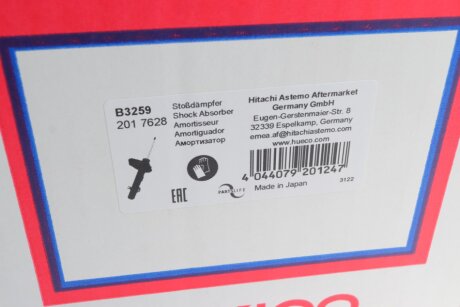 B3259
201 7628
Stoßdämpfer
Shock Absorber
Amortisseur
Amortiguador
Амортизатор
Hitachi Astemo Aftermarket
Germany GmbH
Eugen-Gerstenmaier-Str. 8
32339 Espelkamp, Germany
emea.af@hitachiastemo.com
www.hueco.com
4 044079 201247
EAC
PARTSLIFE
Made in Japan
3122